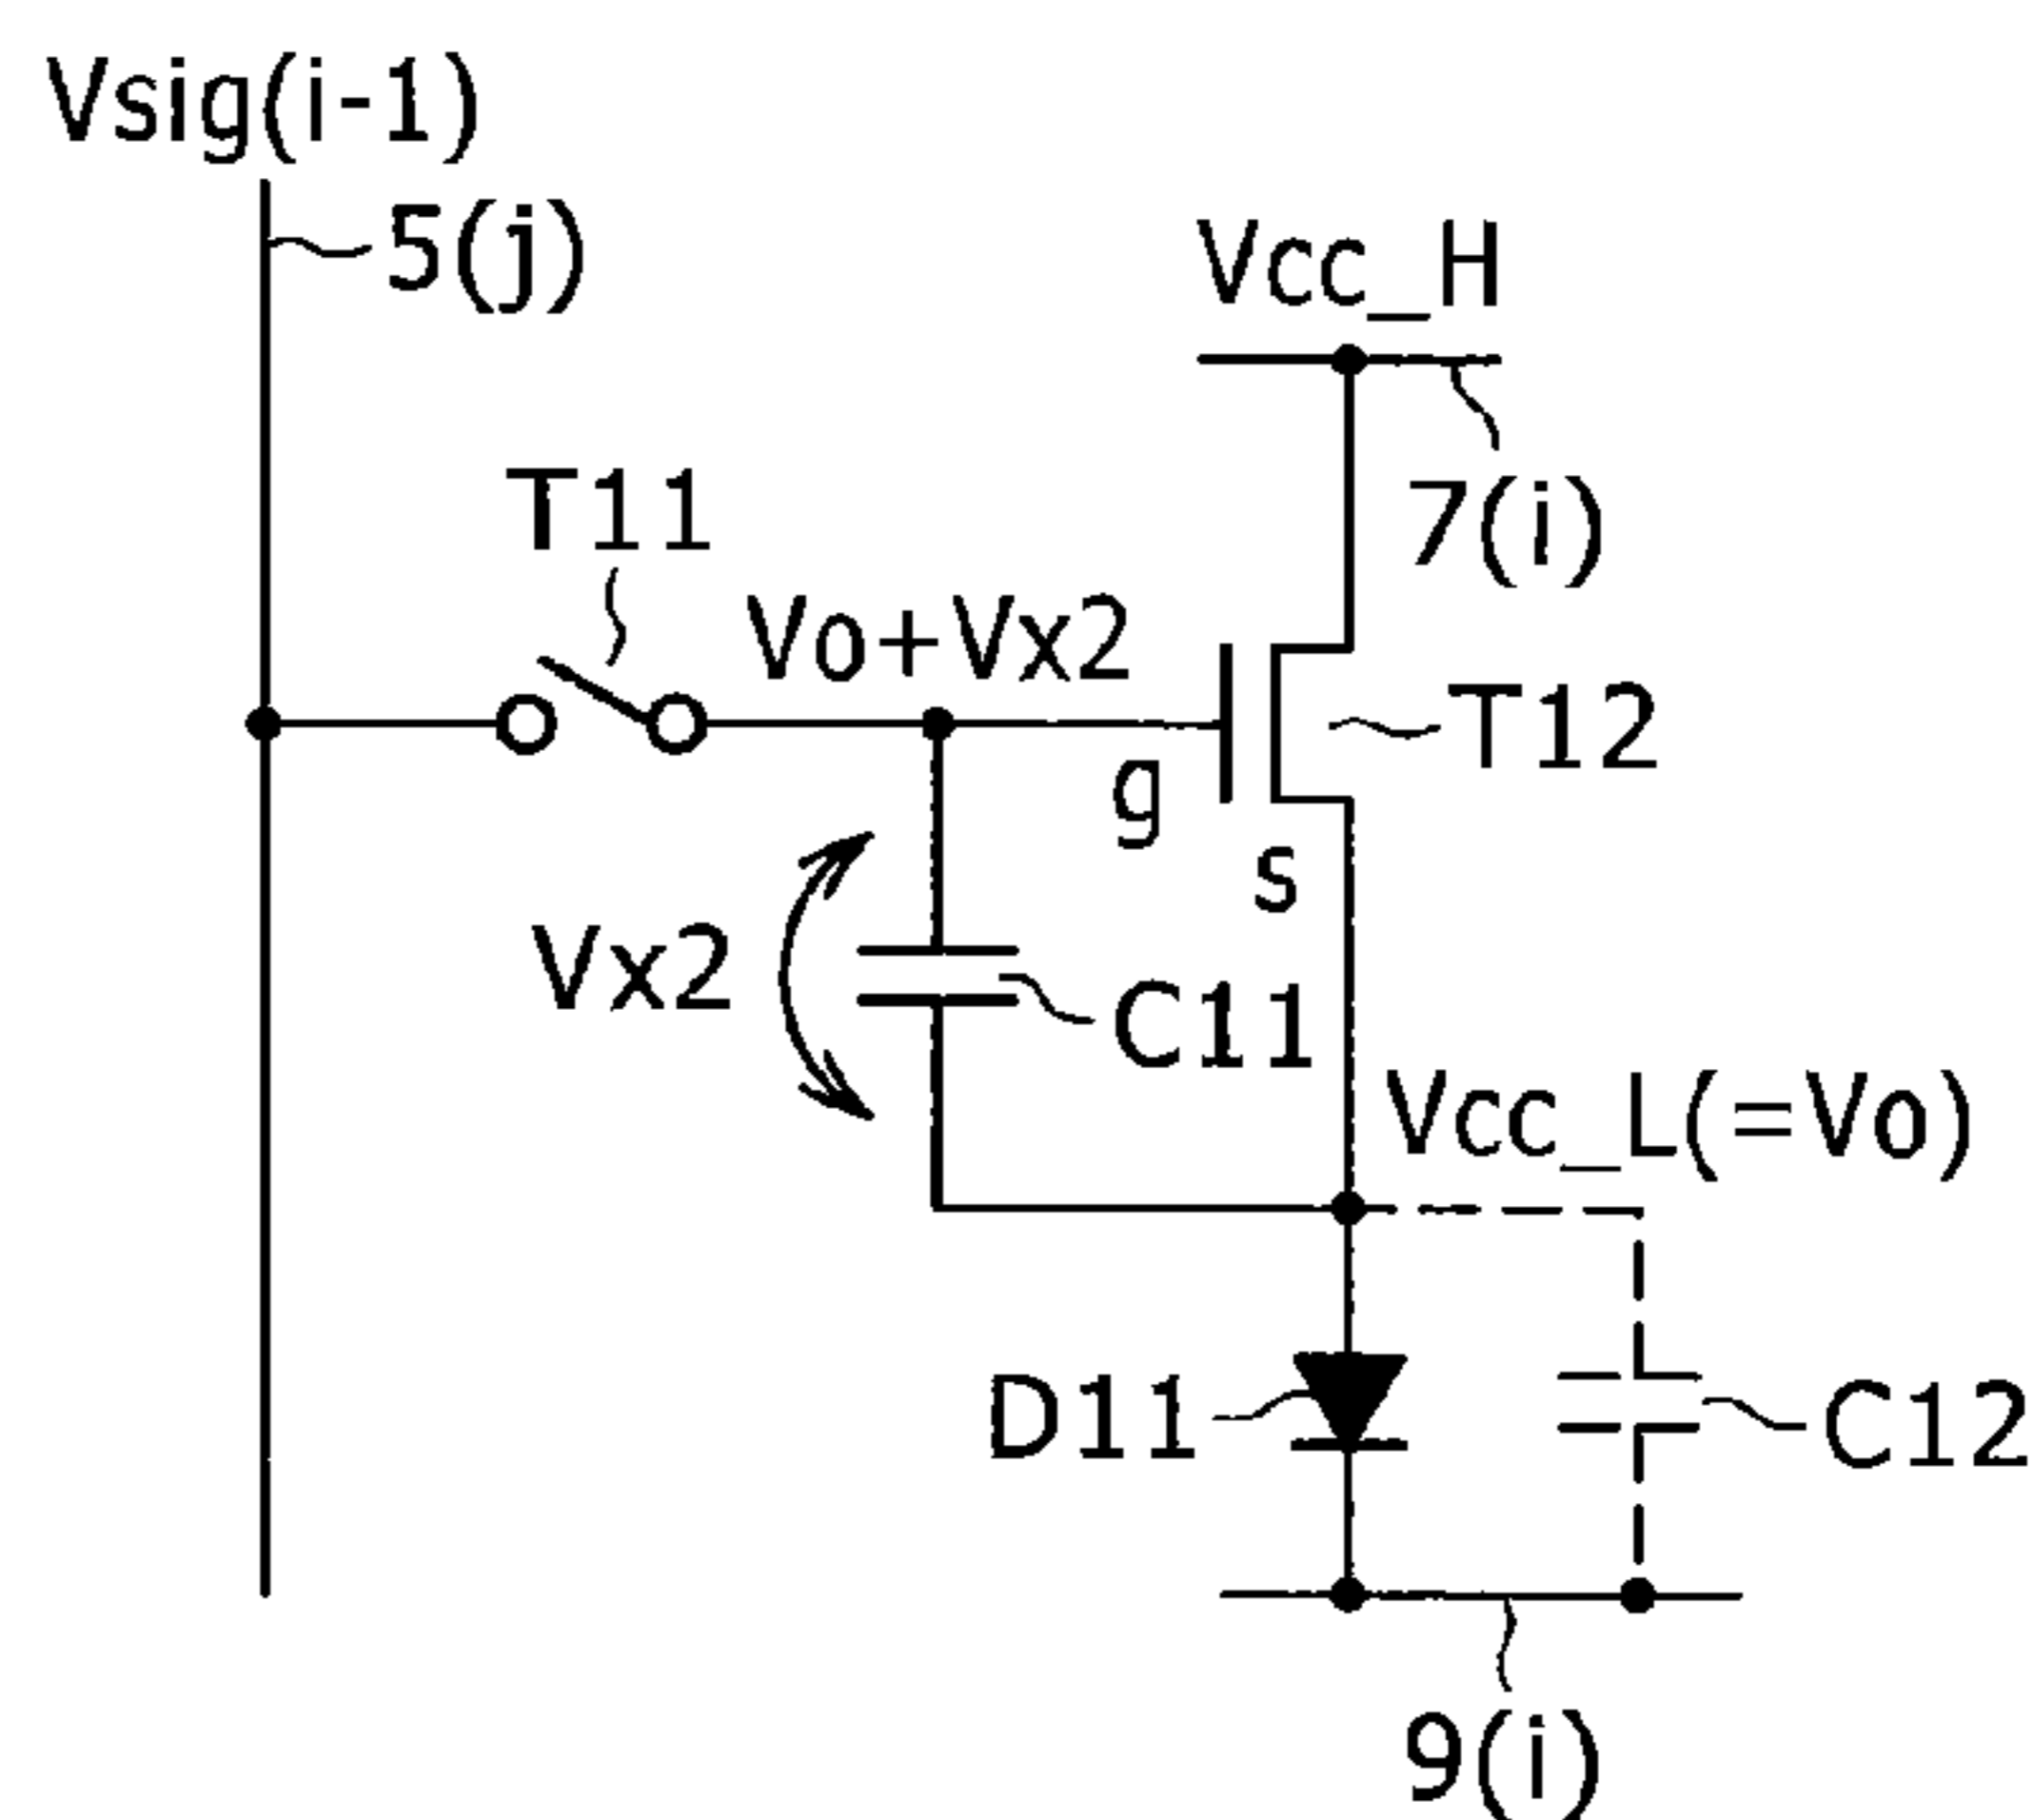 Vsig(i-1)
5(j)
Vcc_H
7(i)
T11
Vo+Vx2
T12
g
s
Vx2
C11
Vcc_L(=Vo)
D11
C12
9(i)